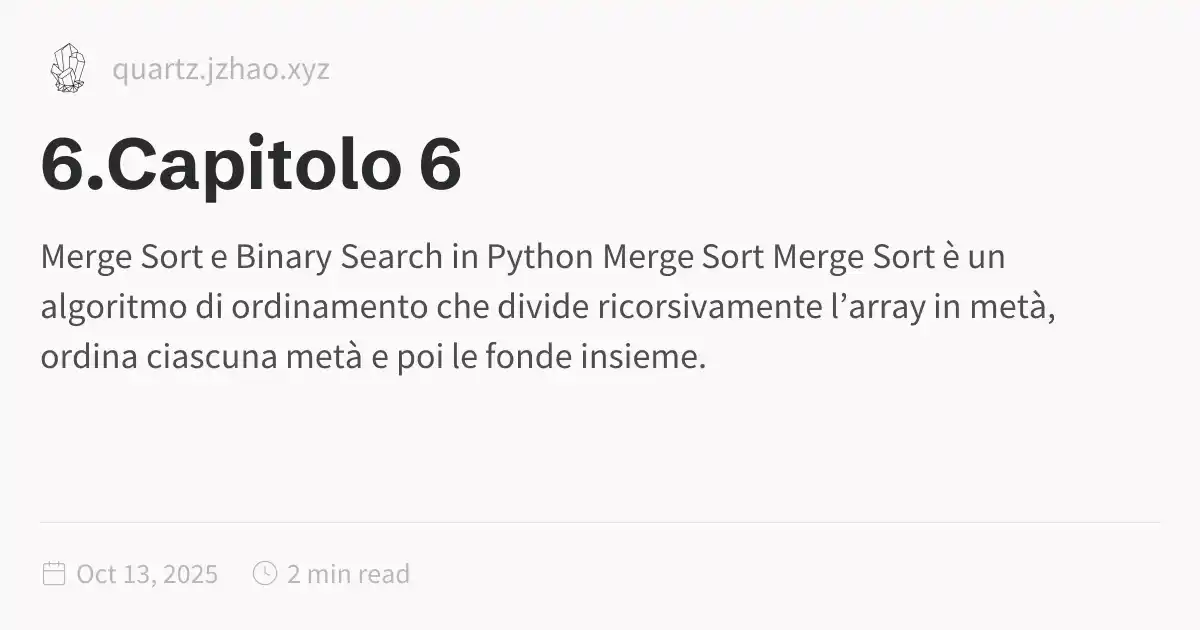 quartz.jzhao.xyz
6.Capitolo 6
Merge Sort e Binary Search in Python Merge Sort Merge Sort è un
algoritmo di ordinamento che divide ricorsivamente l’array in metà,
ordina ciascuna metà e poi le fonde insieme.
Oct 13, 2025 2 min read